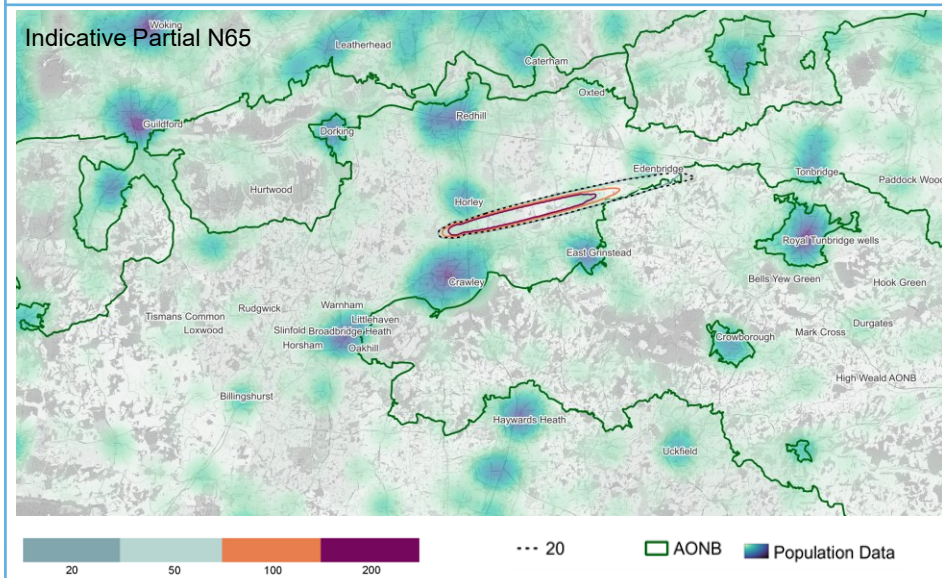 Indicative Partial N65
Woking
Leatherhead
Caterham
Oxted
Guildford
Redhill
Dorking
Edenbridge
Tonbridge
Paddock Wood
Hurtwood
Horley
Royal Tunbridge wells
East Grinstead
Bells Yew Green
Hook Green
Crawley
Warnham
Rudgwick
Tismans Common
Littlehaven
Durgates
Slinfold
Broadbridge Heath
Mark Cross
Loxwood
Crowborough
Horsham
Oakhill
High Weald AONB
Billingshurst
Haywards Heath
Uckfield
20
AONB
Population Data
20 50 100 200